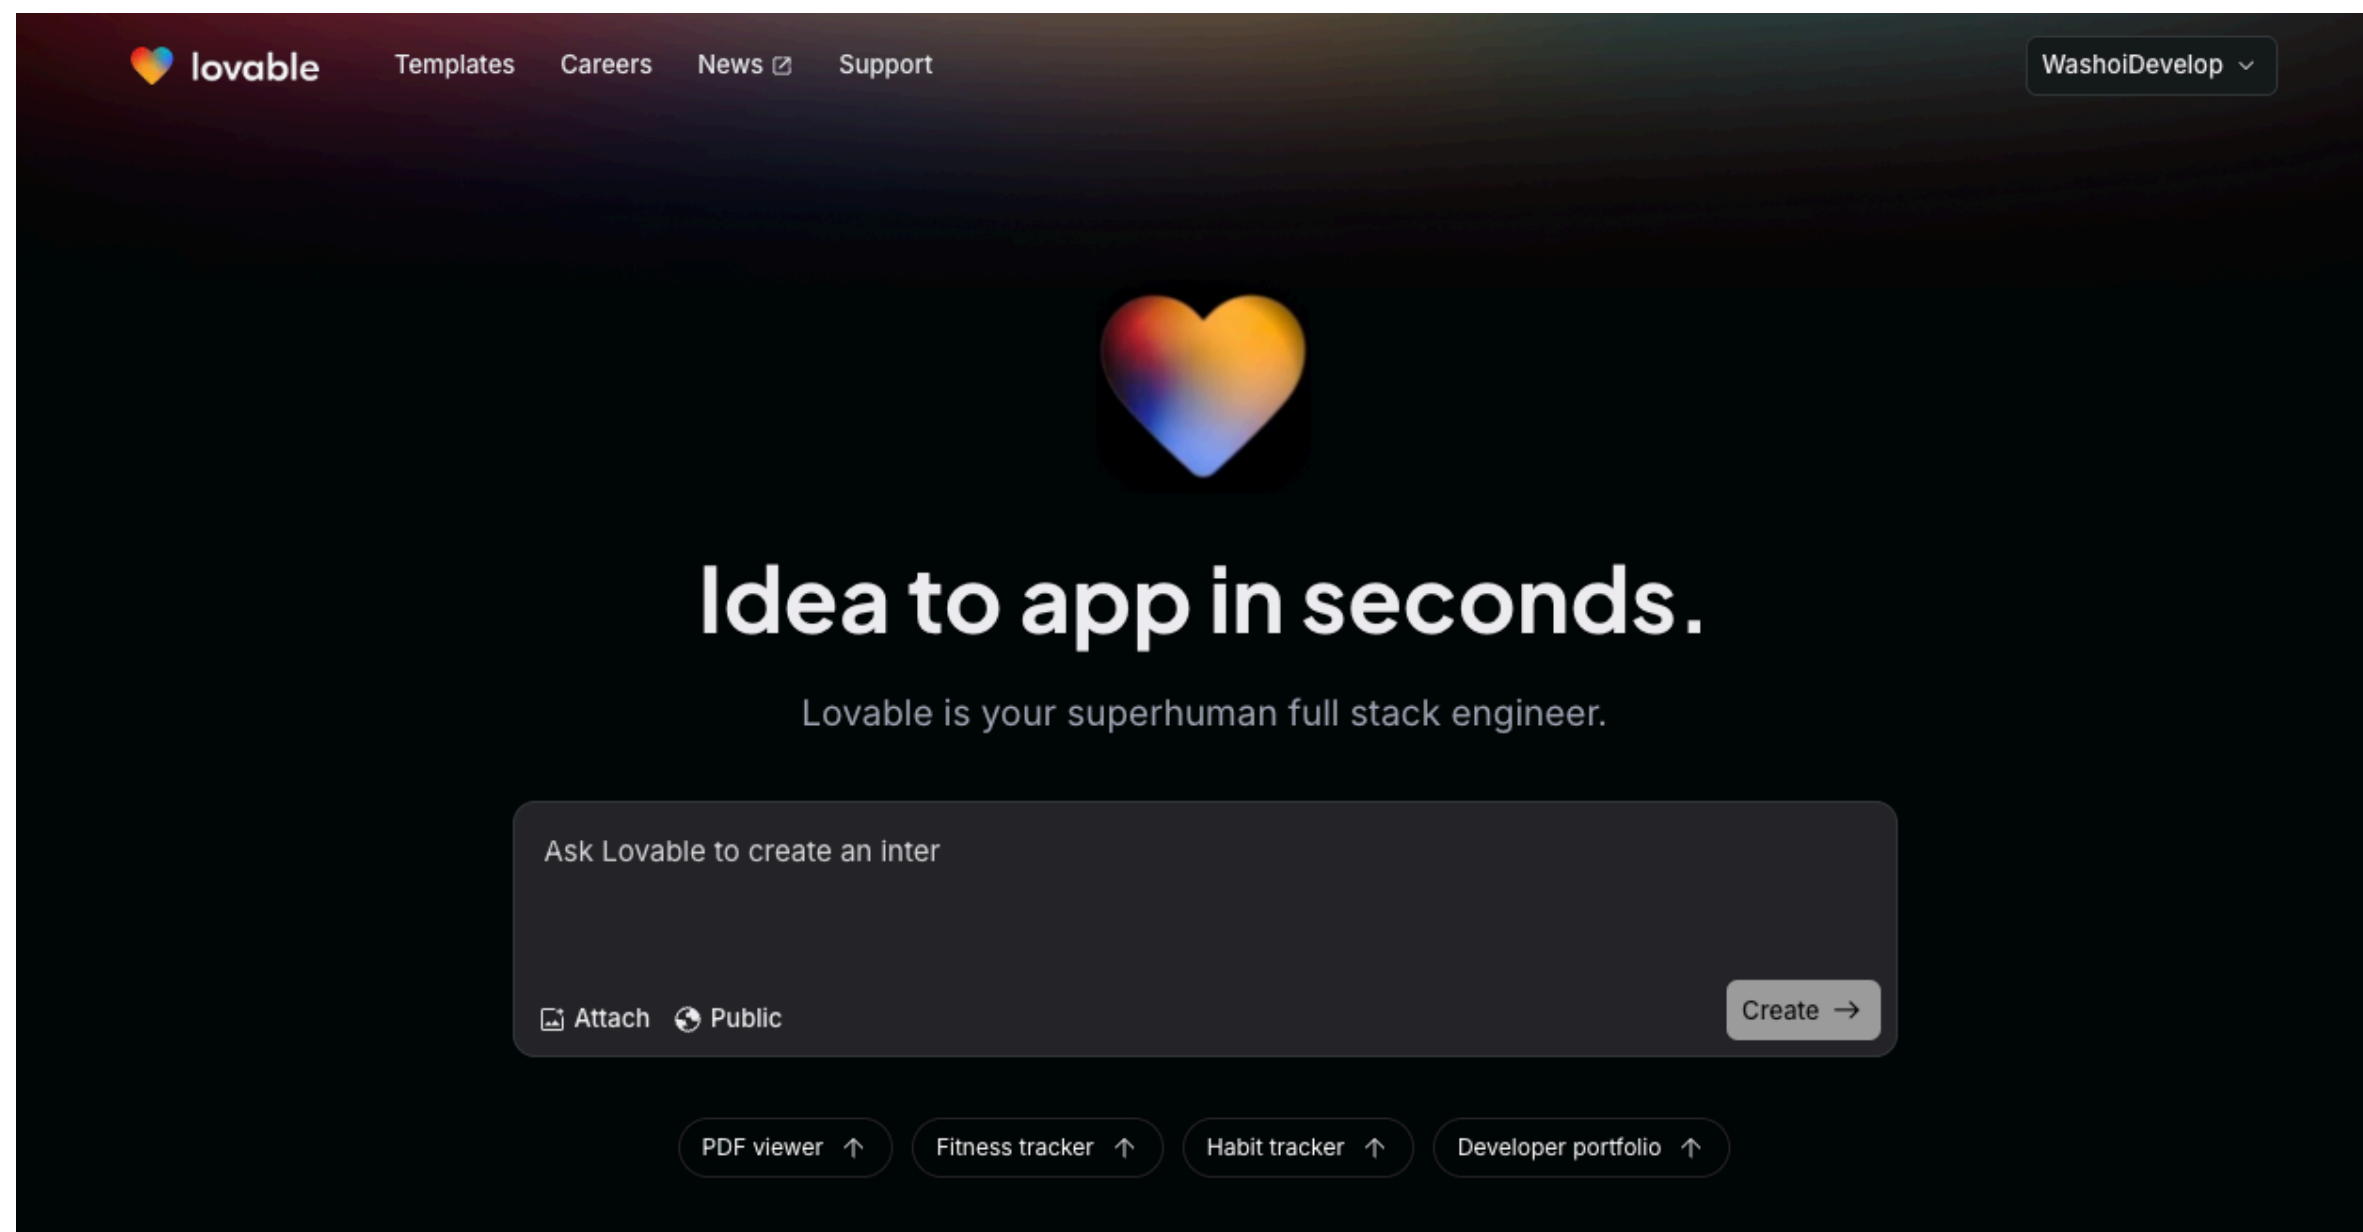 lovable Templates Careers News Support WashoiDevelop
Idea to app in seconds.
Lovable is your superhuman full stack engineer.
Ask Lovable to create an inter
Attach Public Create
PDF viewer Fitness tracker Habit tracker Developer portfolio